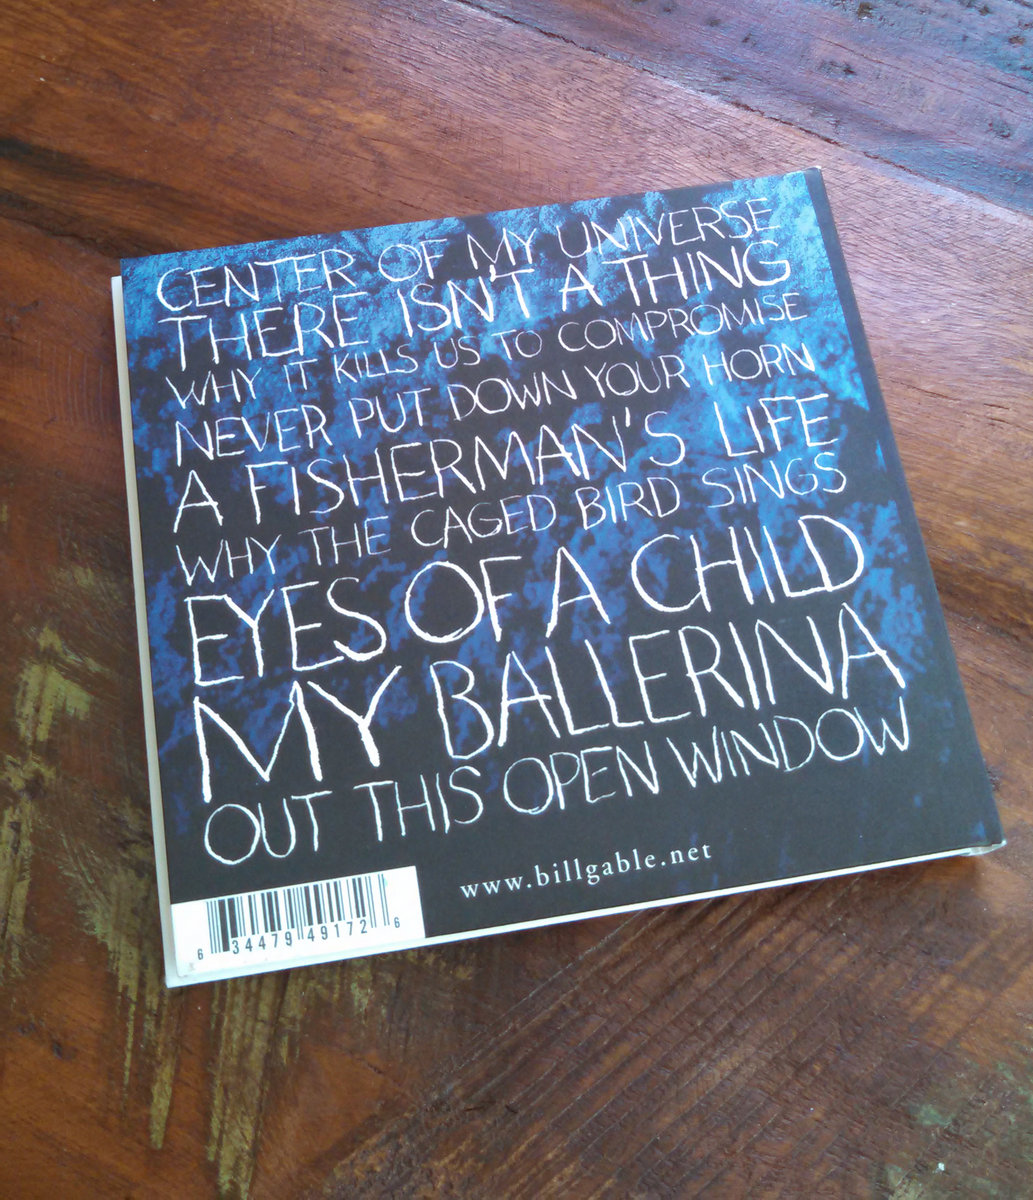 CENTER OF MY UNIVERSE
THERE ISN'T A THING
WHY IT KILLS US TO COMPROMISE
NEVER PUT DOWN YOUR HORN
A FISHERMAN'S LIFE
WHY THE CAGED BIRD SINGS
EYES OF A CHILD
MY BALLERINA
OUT THIS OPEN WINDOW
www.billgable.net
6 34479 49172 6